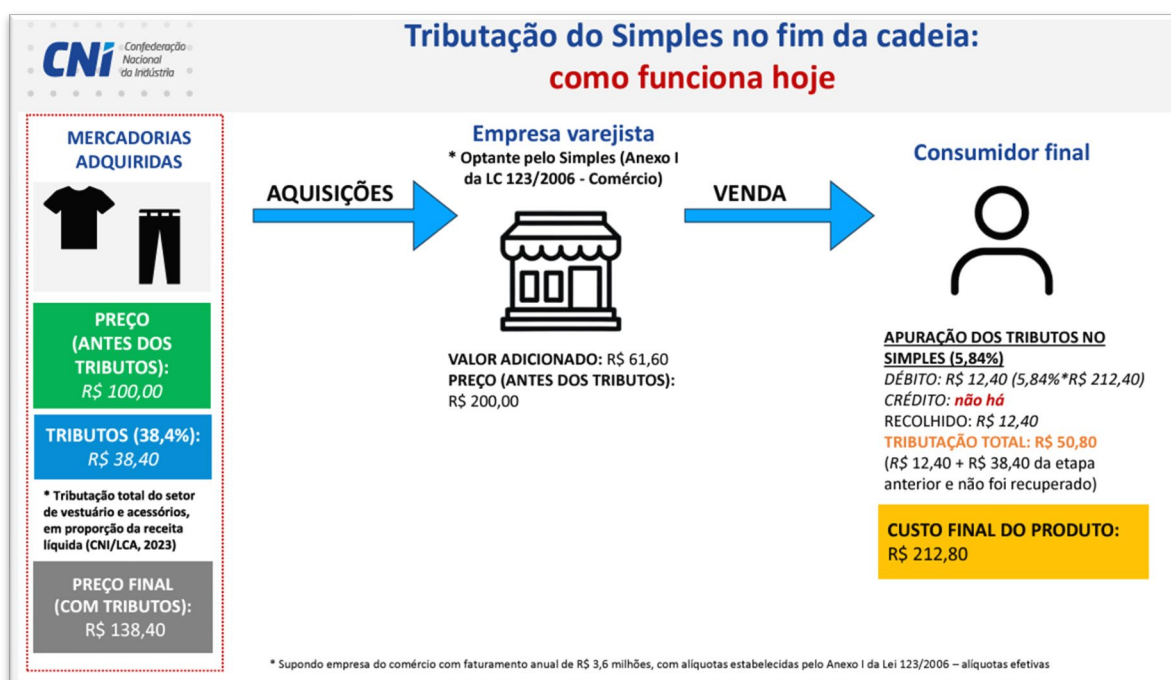 CNI Confederação
Nacional
da Indústria
Tributação do Simples no fim da cadeia:
como funciona hoje
MERCADORIAS
ADQUIRIDAS
PREÇO
(ANTES DOS
TRIBUTOS):
R$ 100,00
TRIBUTOS (38,4%):
R$ 38,40
* Tributação total do setor
de vestuário e acessórios,
em proporção da receita
líquida (CNI/LCA, 2023)
PREÇO FINAL
(COM TRIBUTOS):
R$ 138,40
AQUISIÇÕES
Empresa varejista
* Optante pelo Simples (Anexo I
da LC 123/2006 - Comércio)
VALOR ADICIONADO: R$ 61,60
PREÇO (ANTES DOS TRIBUTOS):
R$ 200,00
VENDA
Consumidor final
APURAÇÃO DOS TRIBUTOS NO
SIMPLES (5,84%)
DÉBITO: R$ 12,40 (5,84%*R$ 212,40)
CRÉDITO: não há
RECOLHIDO: R$ 12,40
TRIBUTAÇÃO TOTAL: R$ 50,80
(R$ 12,40 + R$ 38,40 da etapa
anterior e não foi recuperado)
CUSTO FINAL DO PRODUTO:
R$ 212,80
* Supondo empresa do comércio com faturamento anual de R$ 3,6 milhões, com alíquotas estabelecidas pelo Anexo I da Lei 123/2006 – alíquotas efetivas